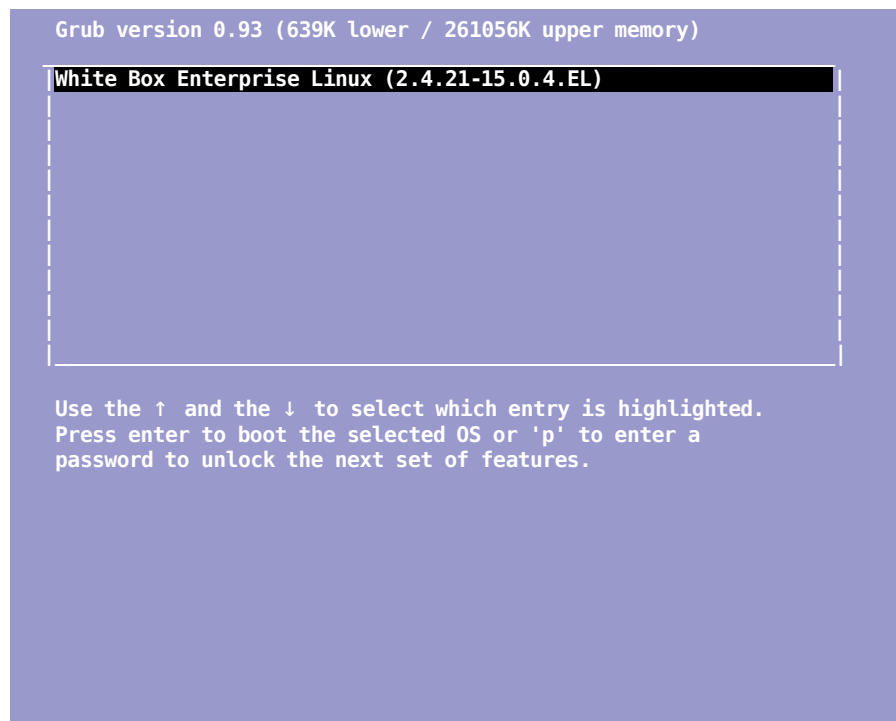 Grub version 0.93 (639K lower / 261056K upper memory)
White Box Enterprise Linux (2.4.21-15.0.4.EL)
Use the ↑ and the ↓ to select which entry is highlighted.
Press enter to boot the selected OS or 'p' to enter a
password to unlock the next set of features.